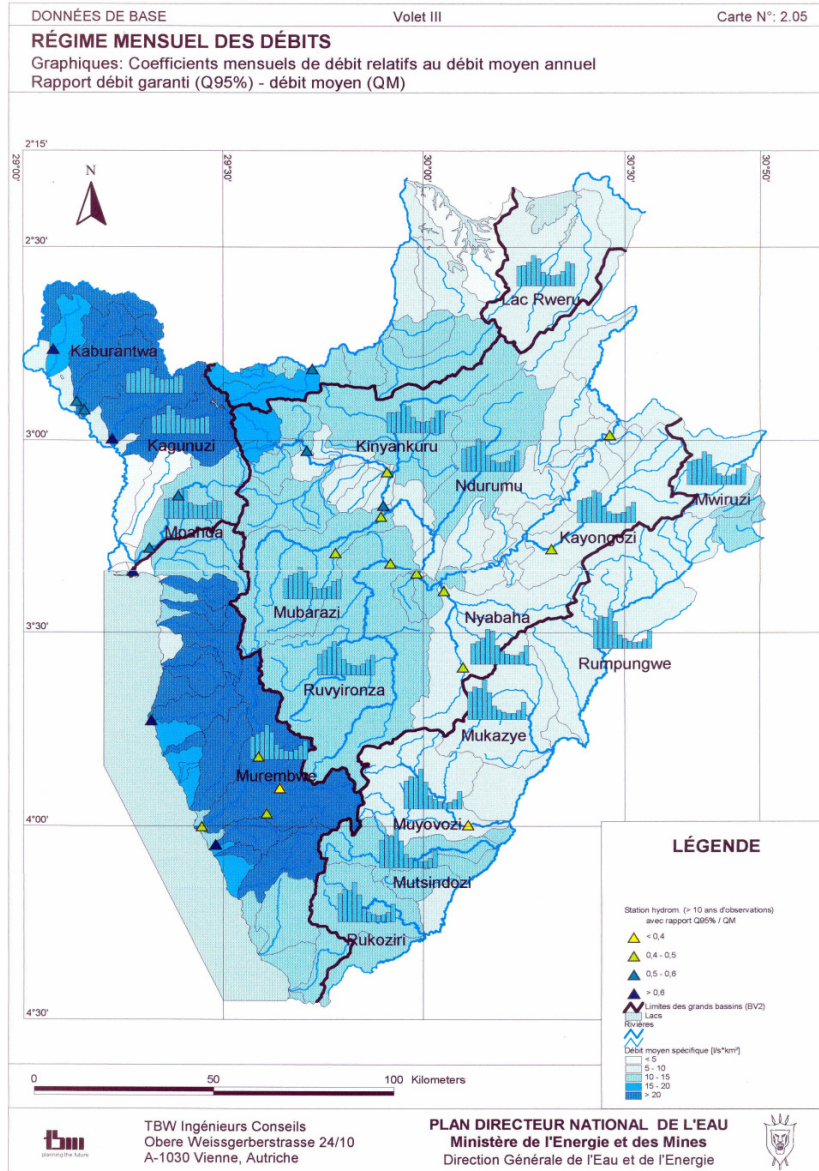 DONNÉES DE BASE
Volet III
Carte N°: 2.05
RÉGIME MENSUEL DES DÉBITS
Graphiques: Coefficients mensuels de débit relatifs au débit moyen annuel
Rapport débit garanti (Q95%) - débit moyen (QM)
2°15'
29°00'
29°30'
30°00'
30°30'
30°50'
N
2°30'
Lac Rweru
Kaburantwa
3°00'
Kagunuzi
Kinyankuru
Ndurumu
Mwiruzi
Mpanda
Kayongozi
Mubarazi
Nyabaha
3°30'
Rumpungwe
Ruvyironza
Mukazye
Murembwe
4°00'
Muyovozi
Mutsindozi
Rukoziri
4°30'
LÉGENDE
Station hydrom. (> 10 ans d'observations)
avec rapport Q95% / QM
< 0,4
0,4 - 0,5
0,5 - 0,6
> 0,6
Limites des grands bassins (BV2)
Lacs
Rivières
Débit moyen spécifique [l/s*km²]
< 5
5 - 10
10 - 15
15 - 20
> 20
0 50 100 Kilometers
tbw
planning the future
TBW Ingénieurs Conseils
Obere Weissgerberstrasse 24/10
A-1030 Vienne, Autriche
PLAN DIRECTEUR NATIONAL DE L'EAU
Ministère de l'Energie et des Mines
Direction Générale de l'Eau et de l'Energie